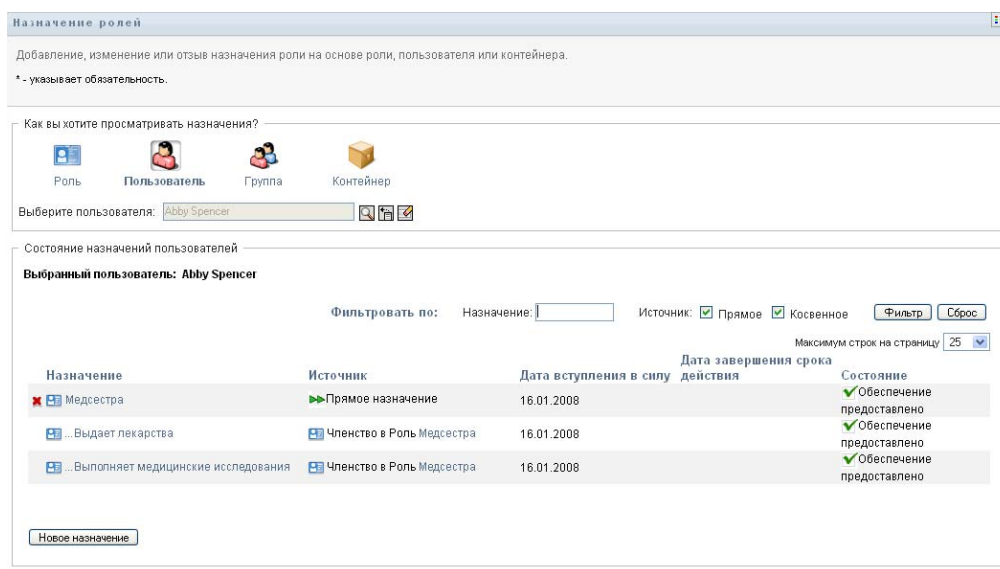 Назначение ролей
Добавление, изменение или отзыв назначения роли на основе роли, пользователя или контейнера.
* - указывает обязательность.
Как вы хотите просматривать назначения?
Роль Пользователь Группа Контейнер
Выберите пользователя: Abby Spencer
Состояние назначений пользователей
Выбранный пользователь: Abby Spencer
Фильтровать по: Назначение: Источник: Прямое Косвенное Фильтр Сброс
Максимум строк на страницу 25
Назначение Источник Дата вступления в силу Дата завершения срока действия Состояние
Медсестра Прямое назначение 16.01.2008 Обеспечение предоставлено
...Выдает лекарства Членство в Роль Медсестра 16.01.2008 Обеспечение предоставлено
...Выполняет медицинские исследования Членство в Роль Медсестра 16.01.2008 Обеспечение предоставлено
Новое назначение